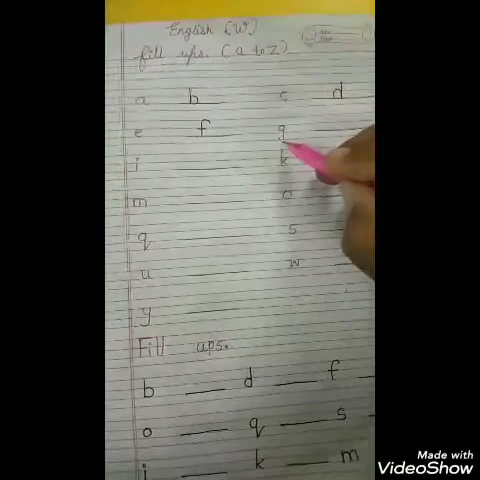 English (W)
fill ups. (a to z)
a b c d
e f g
i k
m o
q s
u w
y
Fill ups.
b d f
o q s
j k m
Made with
VideoShow